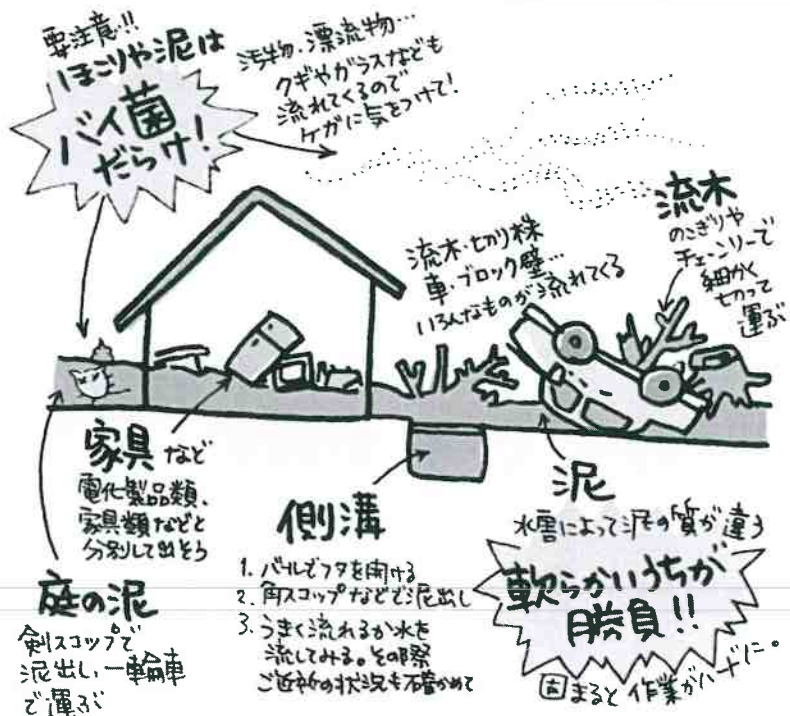 要注意!!
ほこりや泥は
バイ菌
だらけ!
汚物、漂流物…
クギやガラスなども
流れてくるので
ケガに気をつけて!
流木・切り株
車・ブロック壁…
いろんなものが流れてくる
流木
のこぎりや
チェーンソーで
細かく
切って
運ぶ
家具など
電化製品類、
家具類などと
分別して出そう
庭の泥
剣スコップで
泥出し、一輪車
で運ぶ
側溝
1. バールでフタを開ける
2. 角スコップなどで泥出し
3. うまく流れるか水を
流してみる。その際
ご近所の状況も確かめて
泥
水害によって泥の質が違う
軟らかいうちが
勝負!!
固まると作業がハードに。